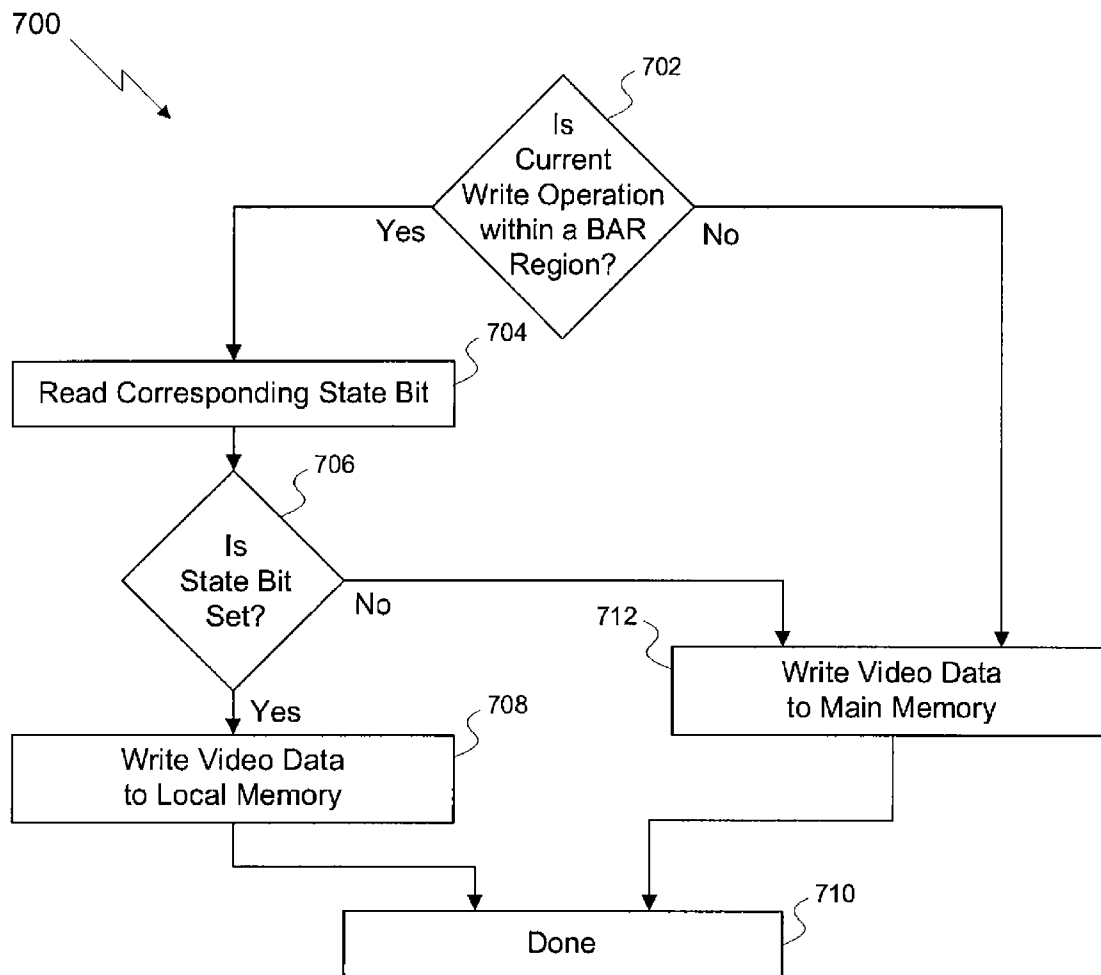 700
702
Is
Current
Write Operation
within a BAR
Region?
Yes
No
704
Read Corresponding State Bit
706
Is
State Bit
Set?
No
712
Write Video Data
to Main Memory
Yes
708
Write Video Data
to Local Memory
710
Done